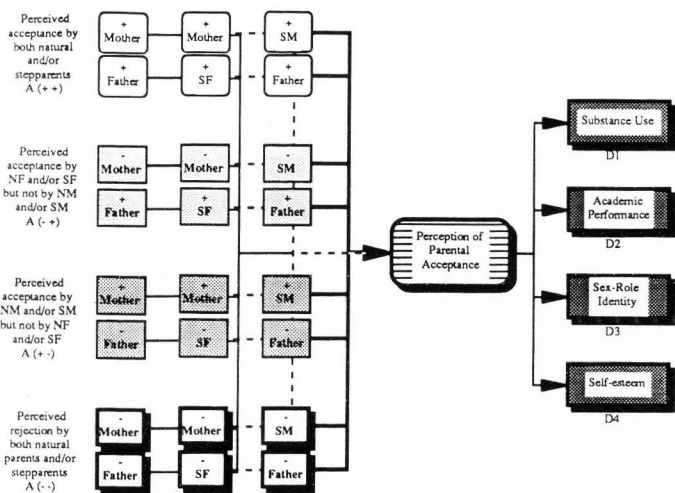 Perceived
acceptance by
both natural
and/or
stepparents
A (+ +)
+ + +
Mother Mother SM
+ + +
Father SF Father
Perceived
acceptance by
NF and/or SF
but not by NM
and/or SM
A (- +)
- - -
Mother Mother SM
+ + +
Father SF Father
Perceived
acceptance by
NM and/or SM
but not by NF
and/or SF
A (+ -)
+ + +
Mother Mother SM
- - -
Father SF Father
Perceived
rejection by
both natural
parents and/or
stepparents
A (- -)
- - -
Mother Mother SM
- - -
Father SF Father
Perception of
Parental
Acceptance
Substance Use
D1
Academic
Performance
D2
Sex-Role
Identity
D3
Self-esteem
D4